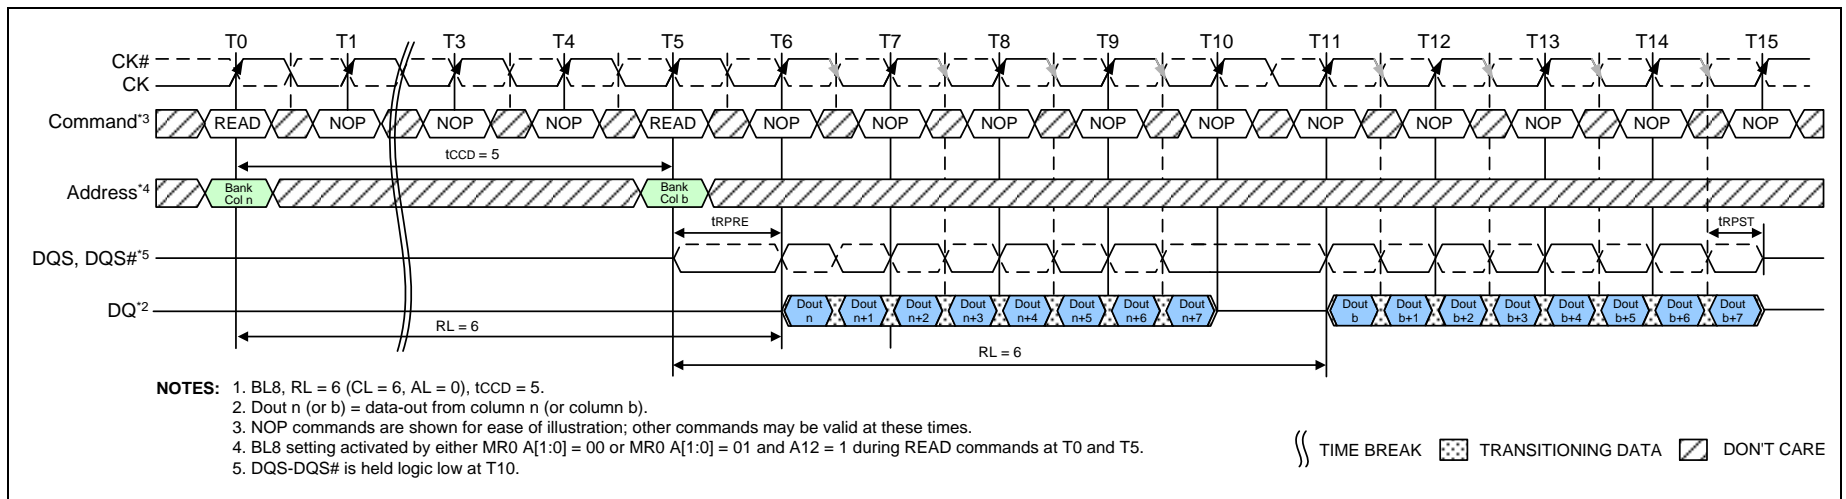 T0 T1 T3 T4 T5 T6 T7 T8 T9 T10 T11 T12 T13 T14 T15
CK#
CK
Command*3 READ NOP NOP NOP READ NOP NOP NOP NOP NOP NOP NOP NOP NOP NOP
tCCD = 5
Address*4 Bank Col n Bank Col b
tRPRE tRPST
DQS, DQS#*5
DQ*2 Dout n Dout n+1 Dout n+2 Dout n+3 Dout n+4 Dout n+5 Dout n+6 Dout n+7 Dout b Dout b+1 Dout b+2 Dout b+3 Dout b+4 Dout b+5 Dout b+6 Dout b+7
RL = 6
RL = 6
NOTES: 1. BL8, RL = 6 (CL = 6, AL = 0), tCCD = 5.
2. Dout n (or b) = data-out from column n (or column b).
3. NOP commands are shown for ease of illustration; other commands may be valid at these times.
4. BL8 setting activated by either MR0 A[1:0] = 00 or MR0 A[1:0] = 01 and A12 = 1 during READ commands at T0 and T5.
5. DQS-DQS# is held logic low at T10.
TIME BREAK TRANSITIONING DATA DON'T CARE